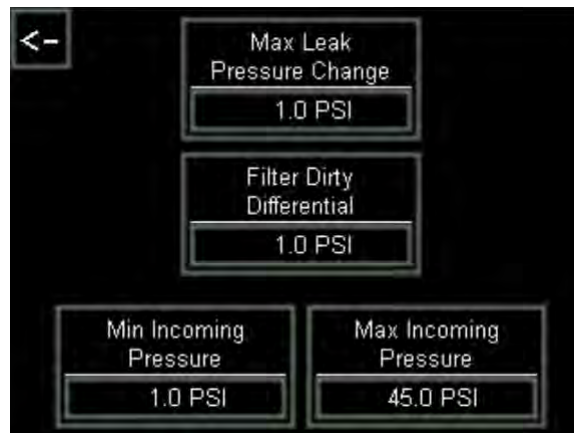 <-
Max Leak
Pressure Change
1.0 PSI
Filter Dirty
Differential
1.0 PSI
Min Incoming
Pressure
1.0 PSI
Max Incoming
Pressure
45.0 PSI